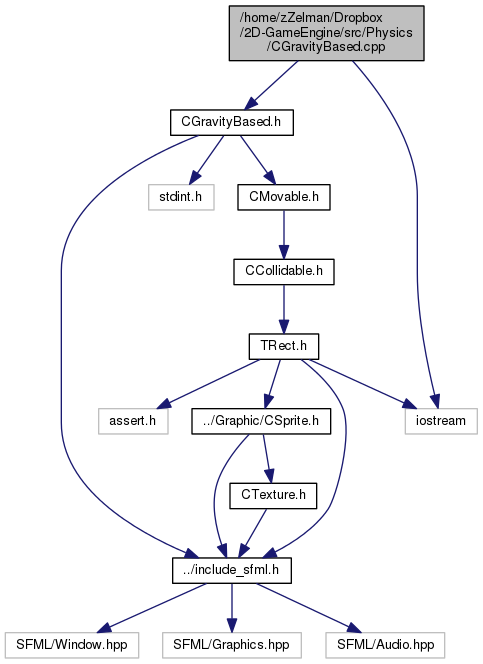 /home/zZelman/Dropbox
/2D-GameEngine/src/Physics
/CGravityBased.cpp
CGravityBased.h
stdint.h
CMovable.h
CCollidable.h
TRect.h
assert.h
../Graphic/CSprite.h
iostream
CTexture.h
../include_sfml.h
SFML/Window.hpp
SFML/Graphics.hpp
SFML/Audio.hpp